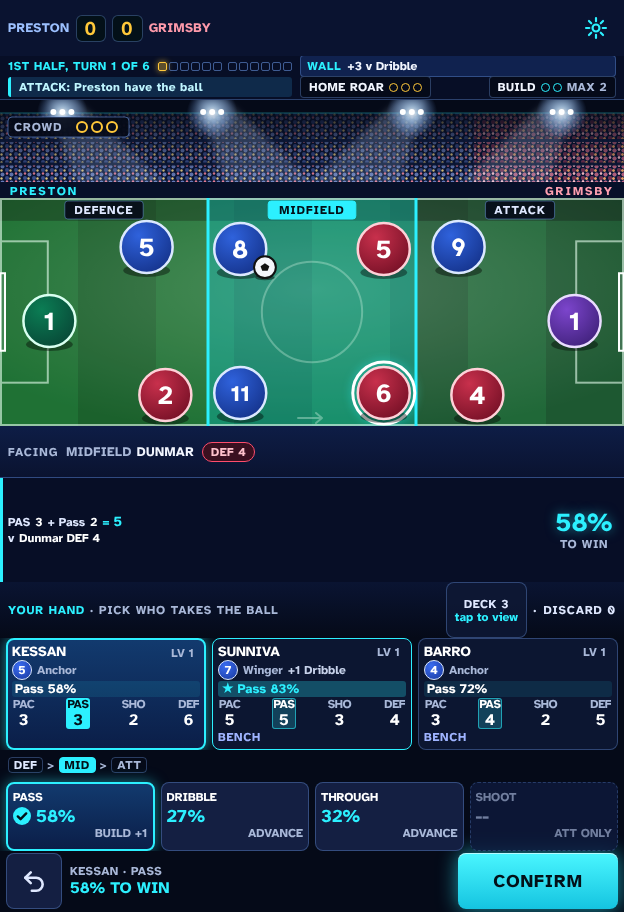 PRESTON 0 0 GRIMSBY
1ST HALF, TURN 1 OF 6
WALL +3 v Dribble
ATTACK: Preston have the ball
HOME ROAR
BUILD MAX 2
CROWD
PRESTON
GRIMSBY
DEFENCE
MIDFIELD
ATTACK
5
8
5
9
1
1
2
11
6
4
FACING MIDFIELD DUNMAR DEF 4
PAS 3 + Pass 2 = 5
v Dunmar DEF 4
58%
TO WIN
YOUR HAND · PICK WHO TAKES THE BALL
DECK 3
tap to view
· DISCARD 0
KESSAN LV 1
5 Anchor
Pass 58%
PAC PAS SHO DEF
3 3 2 6
SUNNIVA LV 1
7 Winger +1 Dribble
★ Pass 83%
PAC PAS SHO DEF
5 5 3 4
BENCH
BARRO LV 1
4 Anchor
Pass 72%
PAC PAS SHO DEF
3 4 2 5
BENCH
DEF > MID > ATT
PASS
58%
BUILD +1
DRIBBLE
27%
ADVANCE
THROUGH
32%
ADVANCE
SHOOT
--
ATT ONLY
KESSAN · PASS
58% TO WIN
CONFIRM